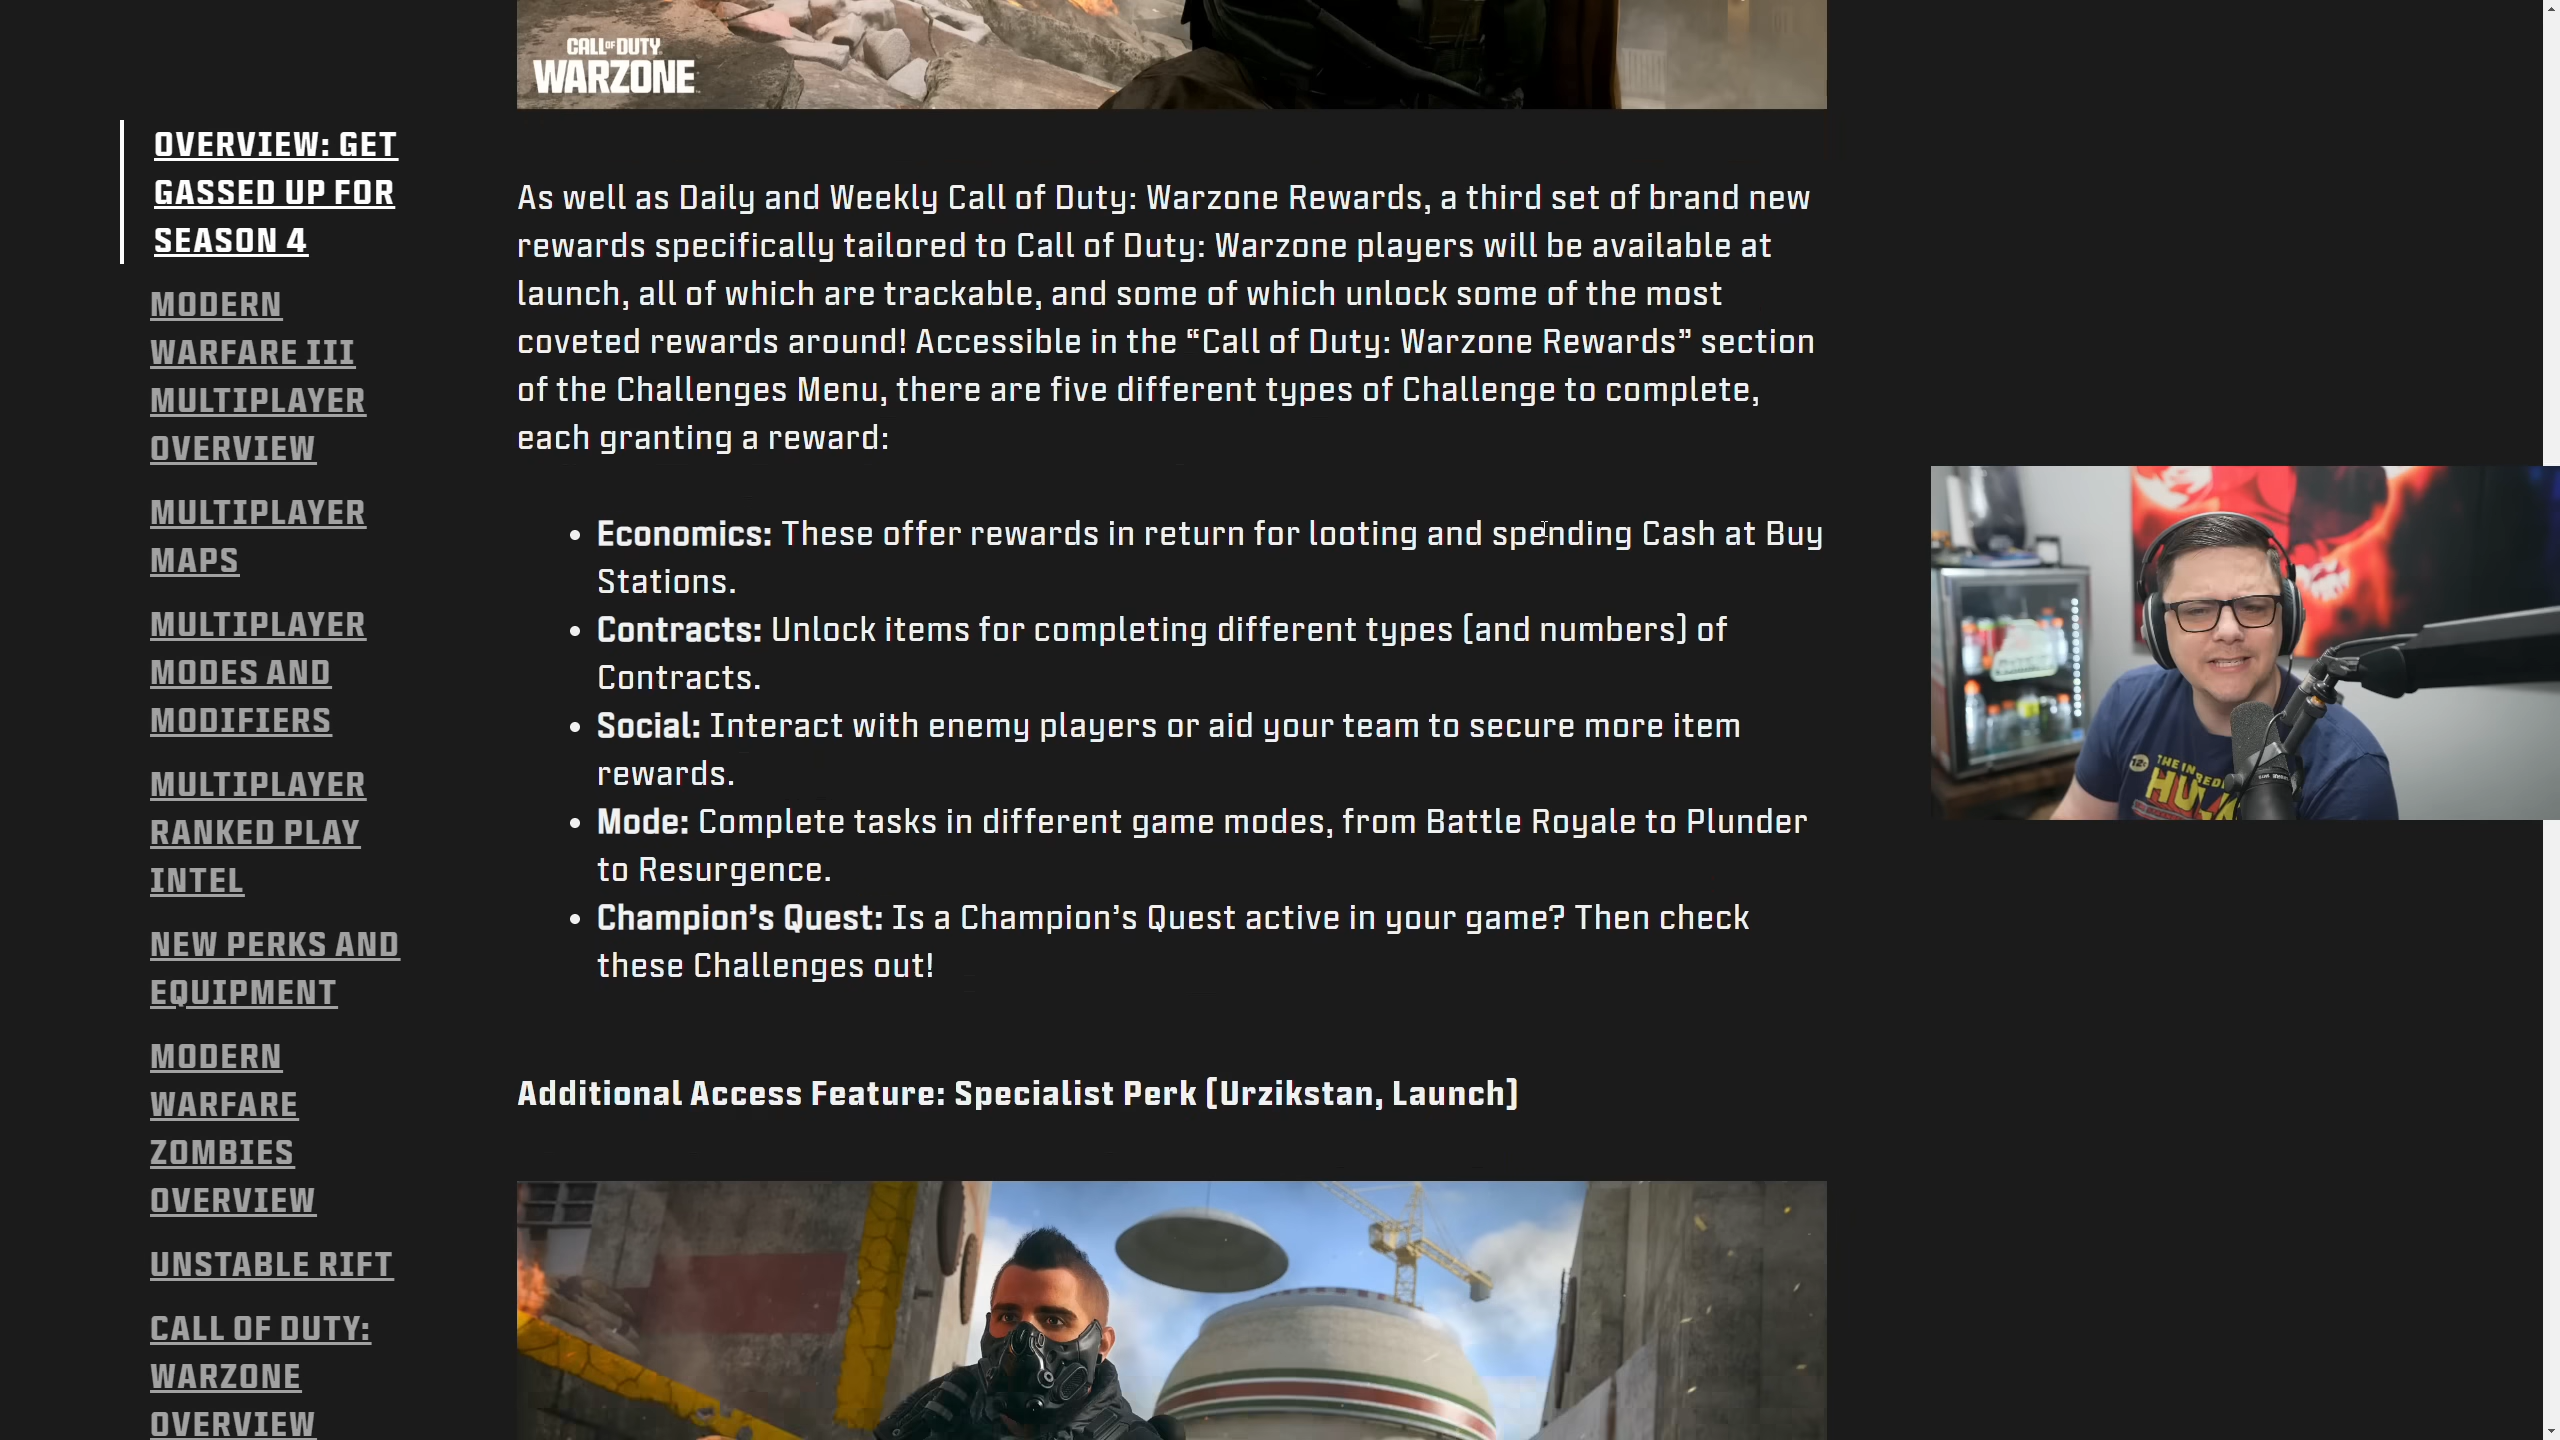 CALL OF DUTY
WARZONE
OVERVIEW: GET
GASSED UP FOR
SEASON 4
MODERN
WARFARE III
MULTIPLAYER
OVERVIEW
MULTIPLAYER
MAPS
MULTIPLAYER
MODES AND
MODIFIERS
MULTIPLAYER
RANKED PLAY
INTEL
NEW PERKS AND
EQUIPMENT
MODERN
WARFARE
ZOMBIES
OVERVIEW
UNSTABLE RIFT
CALL OF DUTY:
WARZONE
OVERVIEW
As well as Daily and Weekly Call of Duty: Warzone Rewards, a third set of brand new
rewards specifically tailored to Call of Duty: Warzone players will be available at
launch, all of which are trackable, and some of which unlock some of the most
coveted rewards around! Accessible in the “Call of Duty: Warzone Rewards” section
of the Challenges Menu, there are five different types of Challenge to complete,
each granting a reward:
• Economics: These offer rewards in return for looting and spending Cash at Buy
Stations.
• Contracts: Unlock items for completing different types (and numbers) of
Contracts.
• Social: Interact with enemy players or aid your team to secure more item
rewards.
• Mode: Complete tasks in different game modes, from Battle Royale to Plunder
to Resurgence.
• Champion’s Quest: Is a Champion’s Quest active in your game? Then check
these Challenges out!
Additional Access Feature: Specialist Perk (Urzikstan, Launch)
12¢
THE